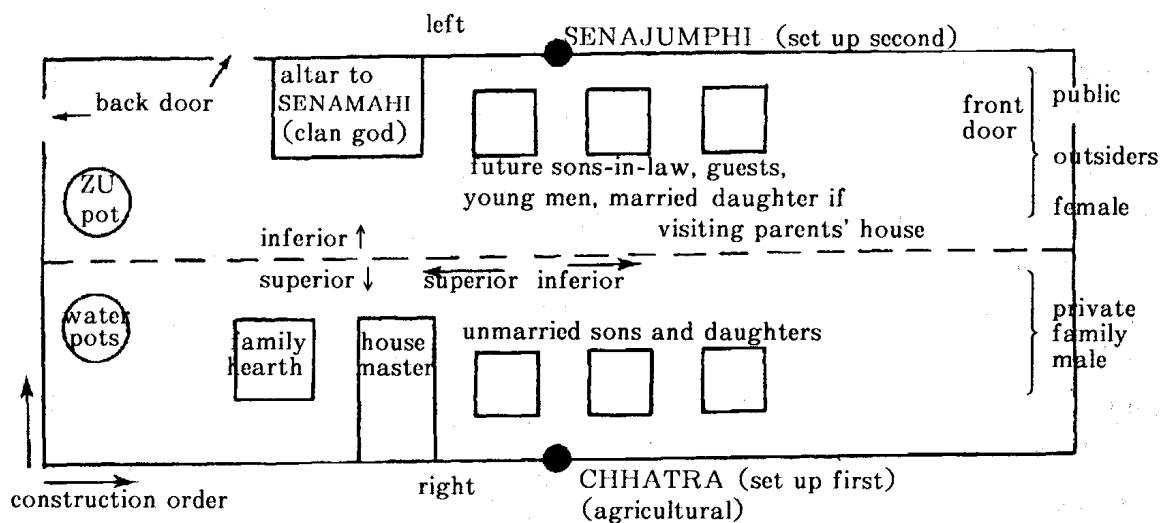 left
SENAJUMPHI (set up second)
back door
altar to
SENAMAHI
(clan god)
front
door
public
outsiders
female
ZU
pot
future sons-in-law, guests,
young men, married daughter if
visiting parents' house
inferior ↑
superior ↓
superior inferior
water
pots
family
hearth
house
master
unmarried sons and daughters
private
family
male
construction order
right
CHHATRA (set up first)
(agricultural)